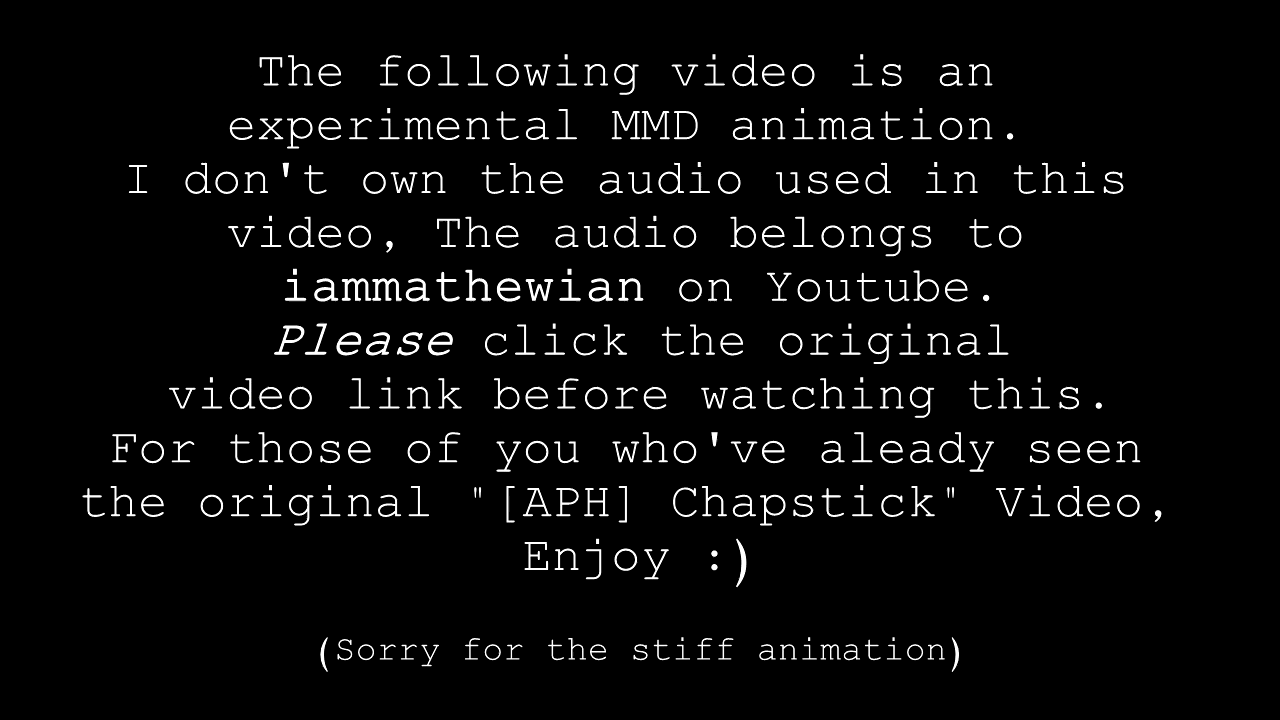 The following video is an
experimental MMD animation.
I don't own the audio used in this
video, The audio belongs to
iammathewian on Youtube.
Please click the original
video link before watching this.
For those of you who've aleady seen
the original "[APH] Chapstick" Video,
Enjoy :)
(Sorry for the stiff animation)